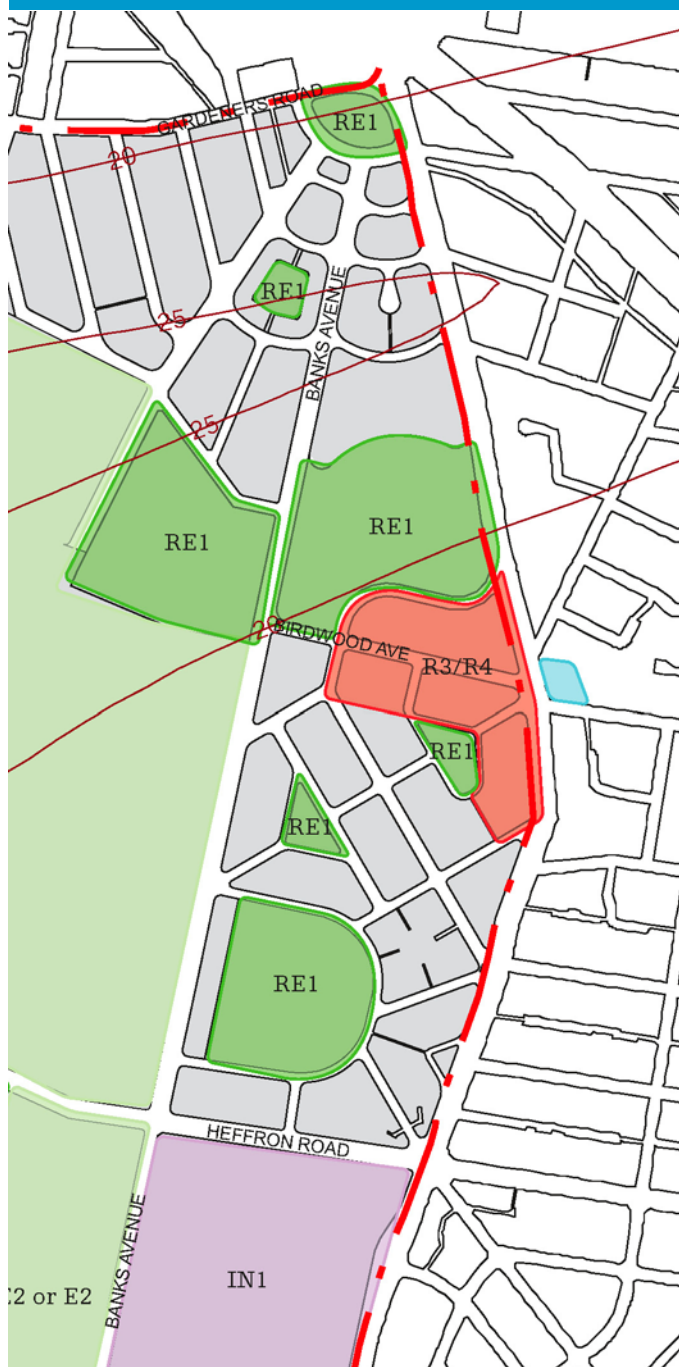 GARDENERS ROAD
RE1
20
RE1
BANKS AVENUE
25
25
RE1
RE1
20
BIRDWOOD AVE
R3/R4
RE1
RE1
RE1
HEFFRON ROAD
BANKS AVENUE
E2 or E2
IN1